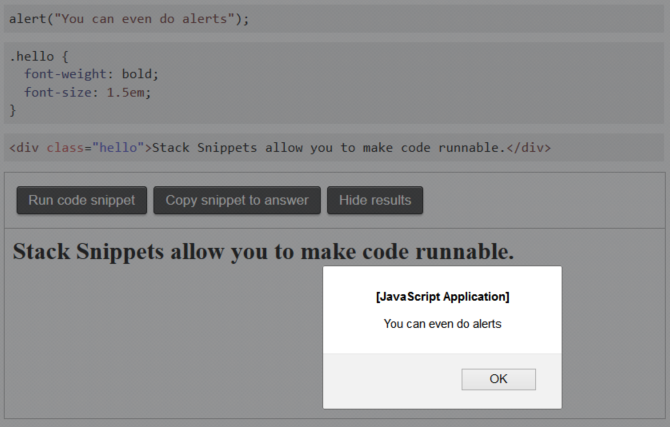 alert("You can even do alerts");
.hello {
  font-weight: bold;
  font-size: 1.5em;
}
<div class="hello">Stack Snippets allow you to make code runnable.</div>
Run code snippet Copy snippet to answer Hide results
Stack Snippets allow you to make code runnable.
[JavaScript Application]
You can even do alerts
OK